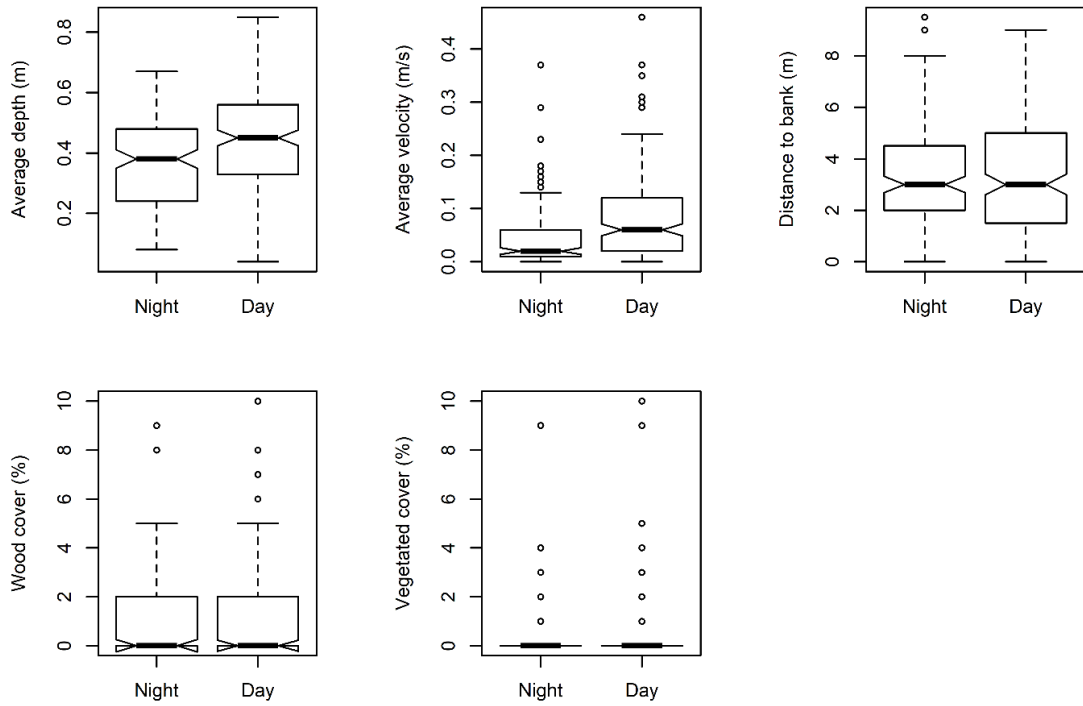 Average depth (m)
0.8
0.6
0.4
0.2
Night Day
Average velocity (m/s)
0.4
0.3
0.2
0.1
0.0
Night Day
Distance to bank (m)
8
6
4
2
0
Night Day
Wood cover (%)
10
8
6
4
2
0
Night Day
Vegetated cover (%)
10
8
6
4
2
0
Night Day